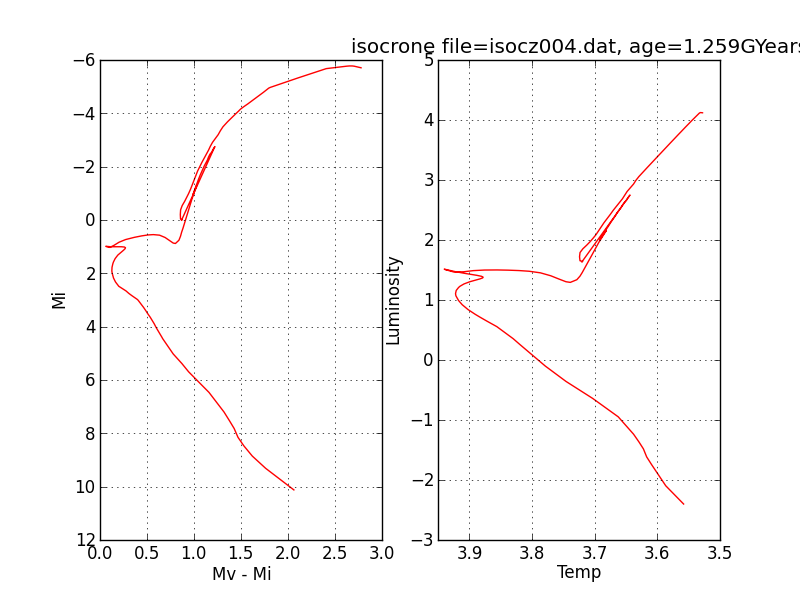 isocrone file=isocz004.dat, age=1.259GYears
−6
−4
−2
0
2
4
6
8
10
12
0.0 0.5 1.0 1.5 2.0 2.5 3.0
Mv - Mi
Mi
5
4
3
2
1
0
−1
−2
−3
3.9 3.8 3.7 3.6 3.5
Temp
Luminosity